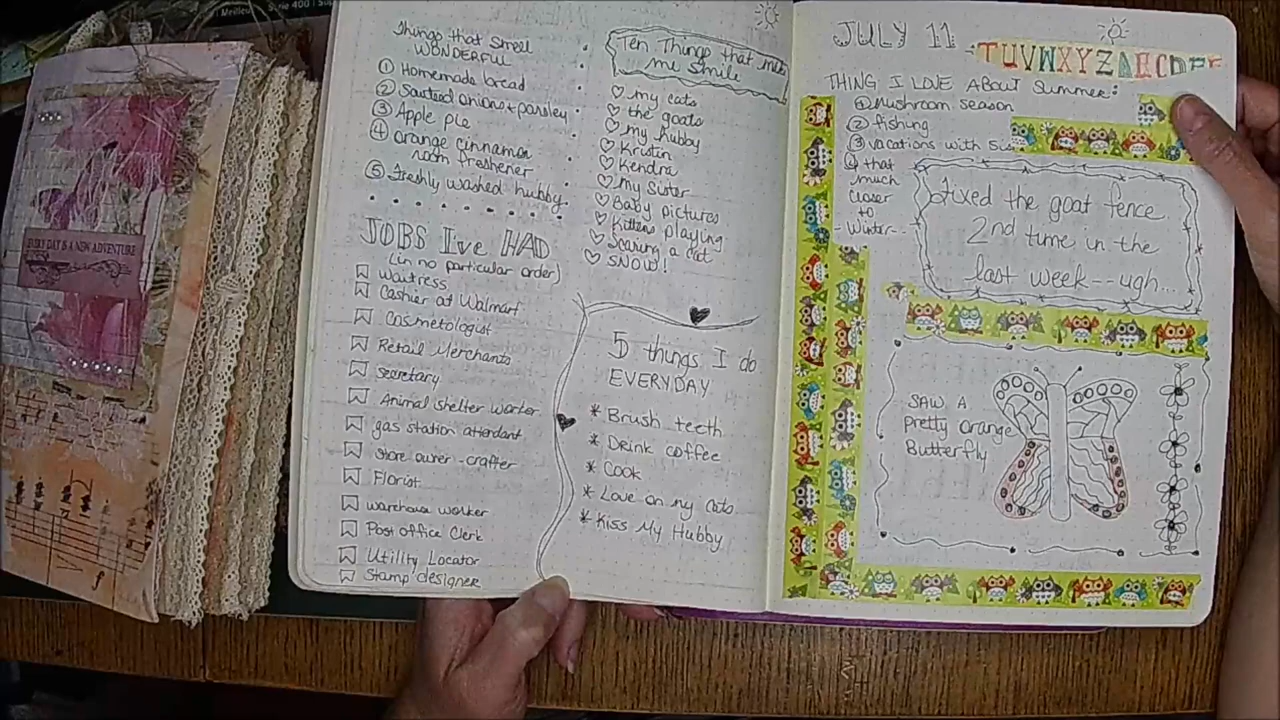 Things that Smell
WONDERFUL
① Homemade bread
② Sauteed onions + parsley
③ Apple pie
④ orange cinnamon
room freshener
⑤ Freshly washed hubby
JOBS I've HAD
(in no particular order)
Waitress
Cashier at Walmart
Cosmetologist
Retail Merchants
Secretary
Animal shelter worker
gas station attendant
store owner - crafter
Florist
warehouse worker
Post office Clerk
Utility Locator
Stamp designer
Ten Things that
me smile
my cats
the goats
my hubby
Kristin
Kendra
my Sister
Baby pictures
Kittens playing
Scaring a cat
SNOW!
5 things I do
EVERYDAY
* Brush teeth
* Drink coffee
* Cook
* Love on my cats
* Kiss My Hubby
JULY 11
TUVWXYZABCDEF
THING I LOVE ABOUT Summer:
① Mushroom season
② fishing
③ vacations with
④ that
much
closer
to
- Winter - -
Fixed the goat fence
2nd time in the
last week -- ugh...
SAW A
Pretty orange
Butterfly
EVERY DAY IS A NEW ADVENTURE